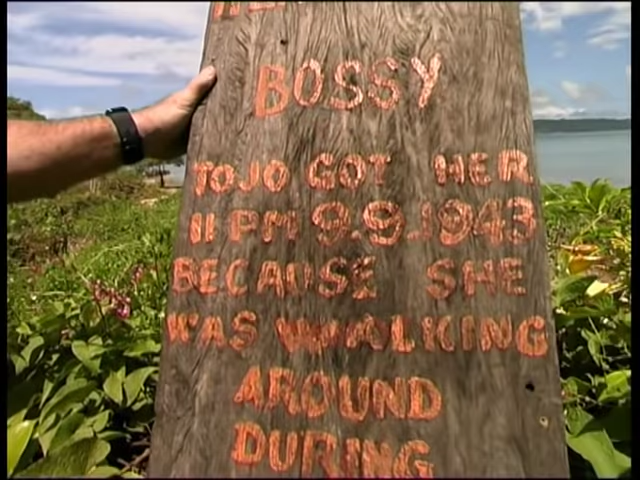 BOSSY
TOJO GOT HER
11 PM 9.9.1943
BECAUSE SHE
WAS WALKING
AROUND
DURING